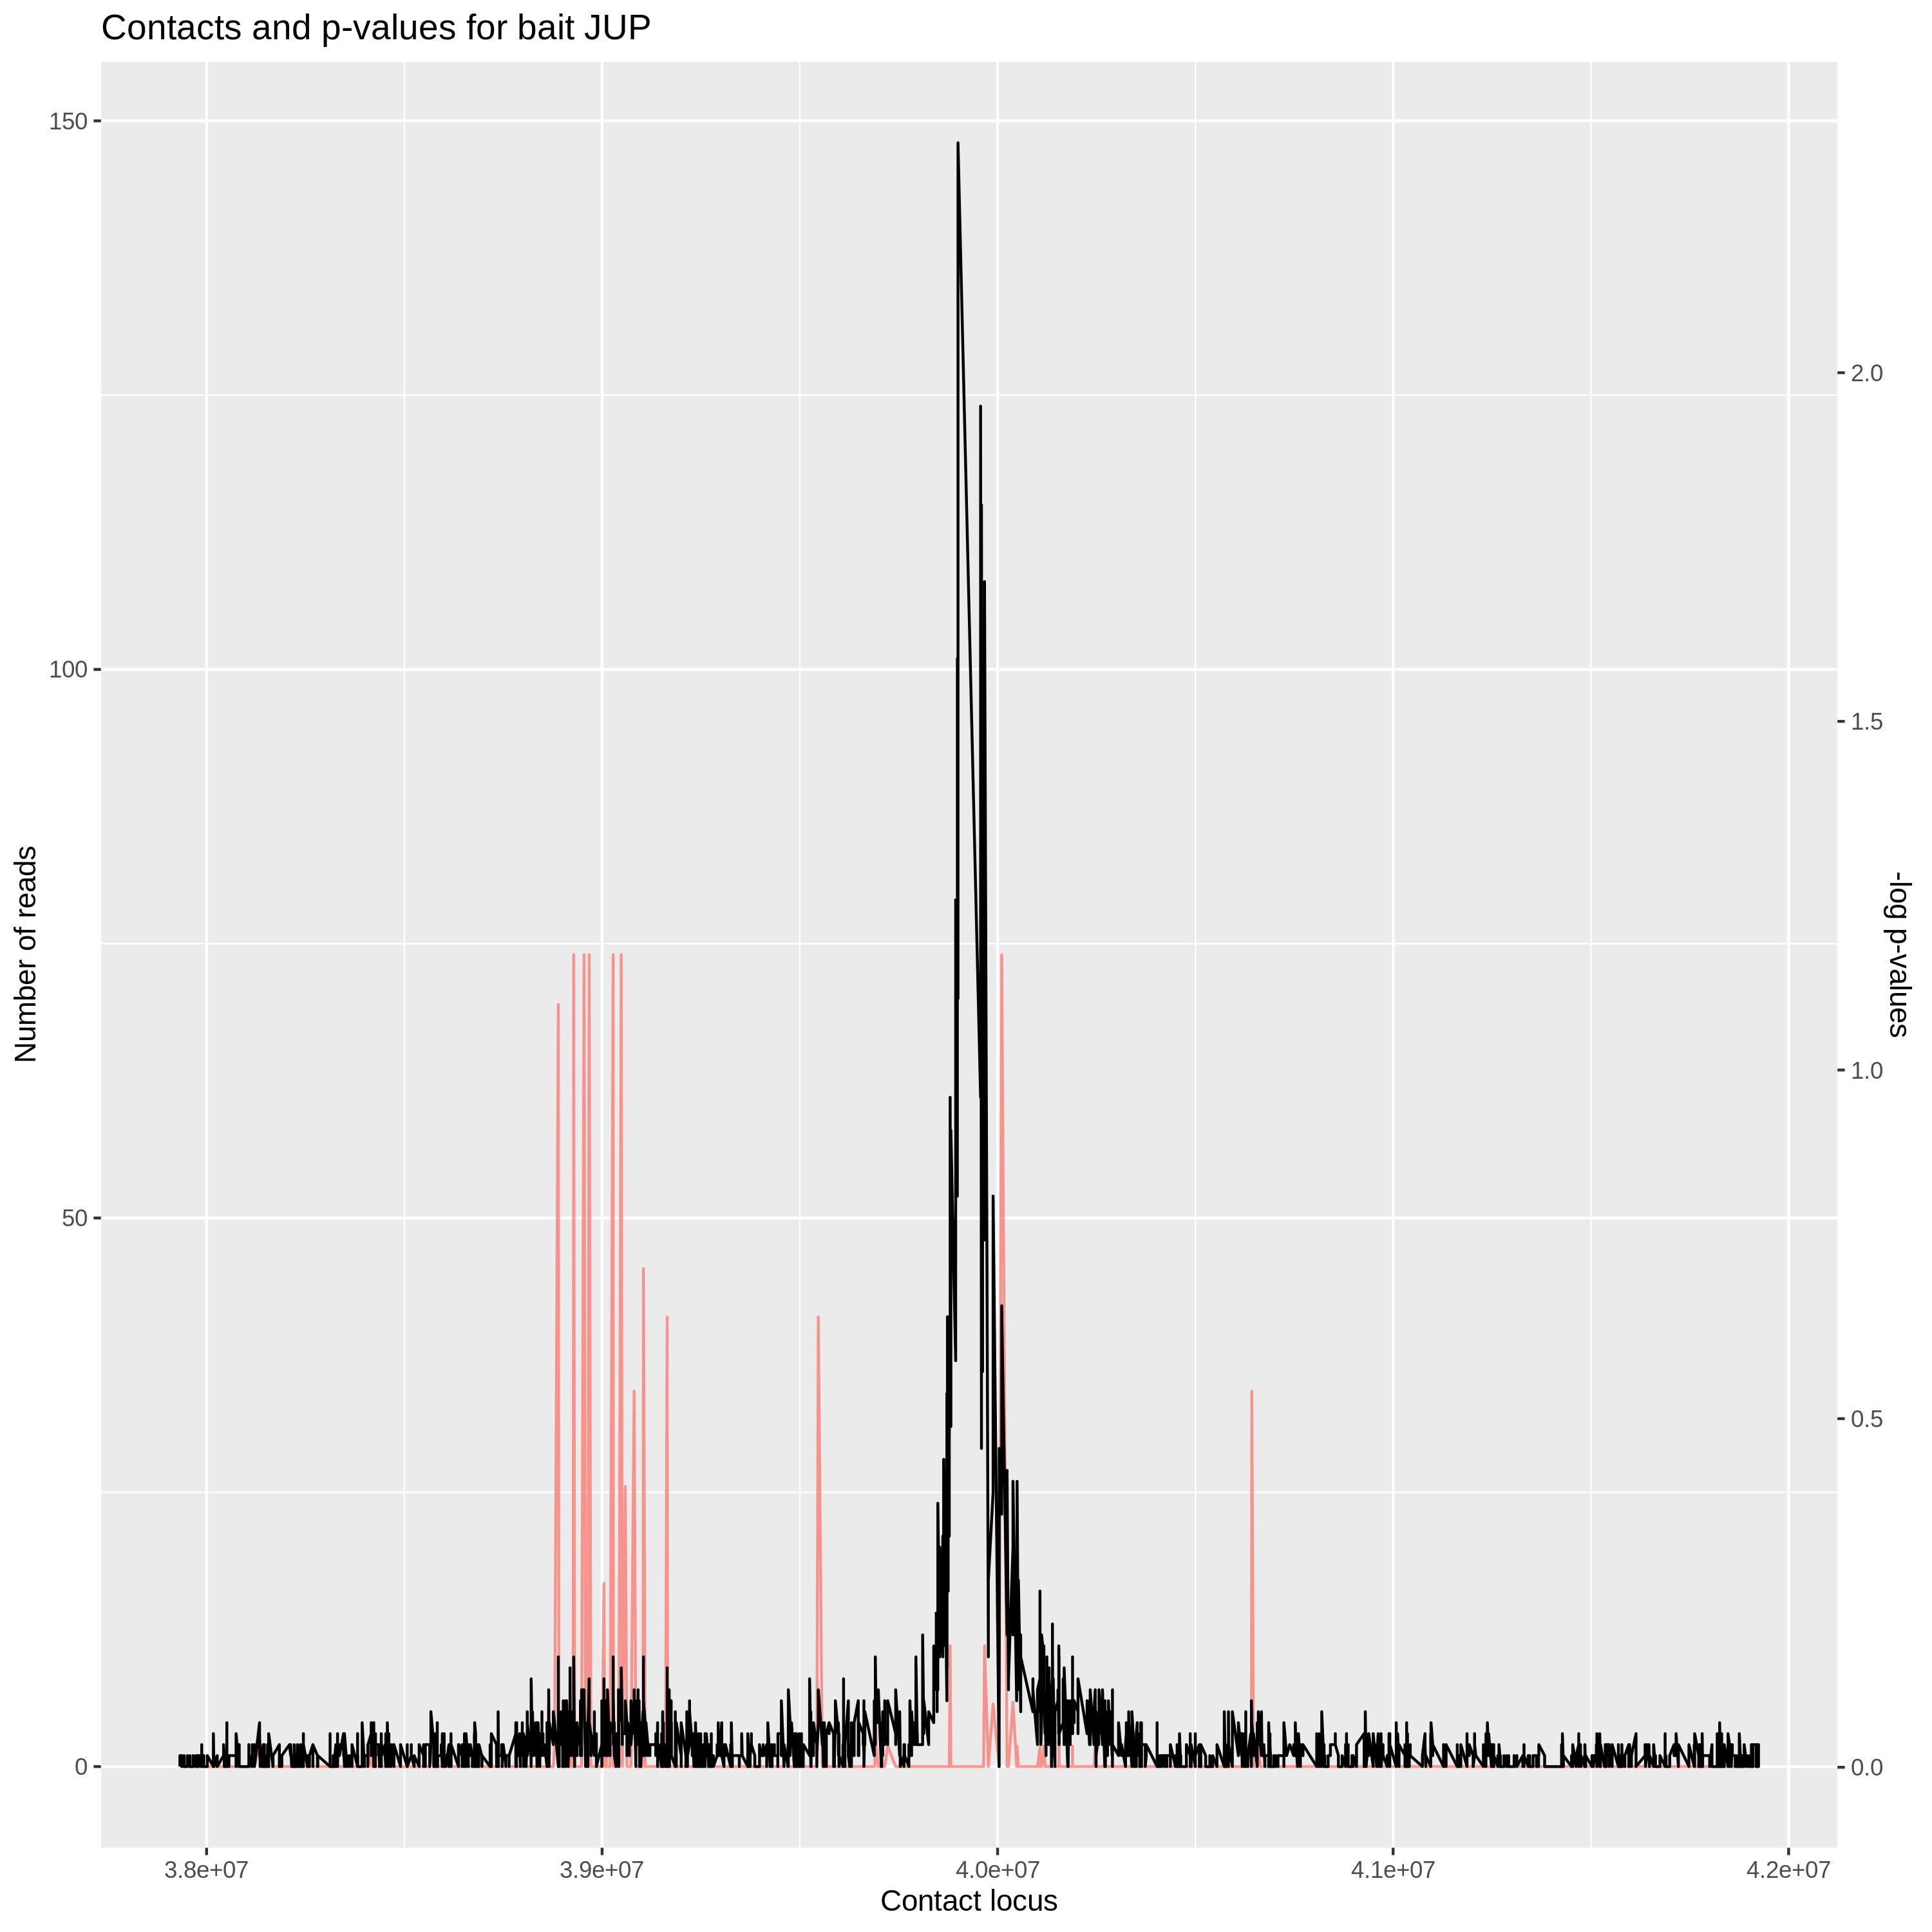 Contacts and p-values for bait JUP
150
100
50
0
Number of reads
2.0
1.5
1.0
0.5
0.0
-log p-values
3.8e+07 3.9e+07 4.0e+07 4.1e+07 4.2e+07
Contact locus